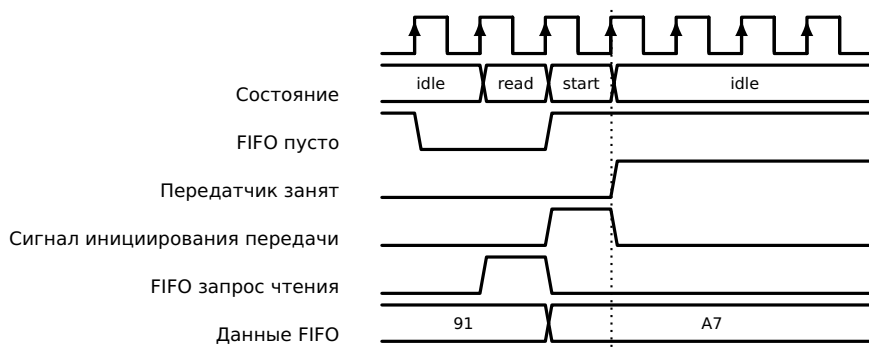 Состояние idle read start idle
FIFO пусто
Передатчик занят
Сигнал инициирования передачи
FIFO запрос чтения
Данные FIFO 91 A7